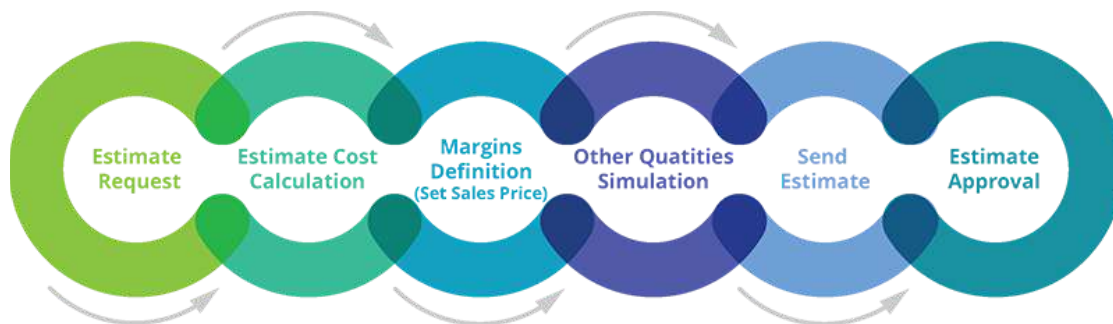 Estimate
Request
Estimate Cost
Calculation
Margins
Definition
(Set Sales Price)
Other Quatities
Simulation
Send
Estimate
Estimate
Approval